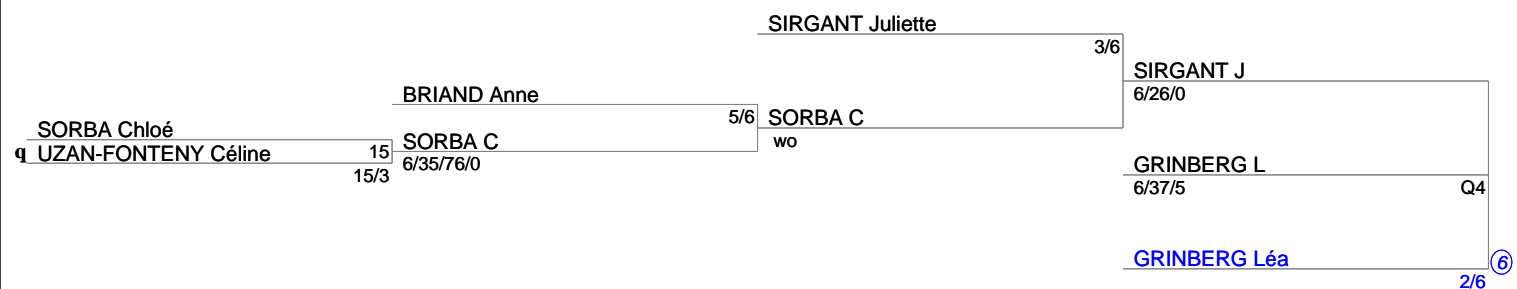 SIRGANT Juliette
3/6
SIRGANT J
6/26/0
BRIAND Anne
5/6
SORBA C
wo
SORBA Chloé
q UZAN-FONTENY Céline
15
15/3
SORBA C
6/35/76/0
GRINBERG L
6/37/5
Q4
GRINBERG Léa
6
2/6